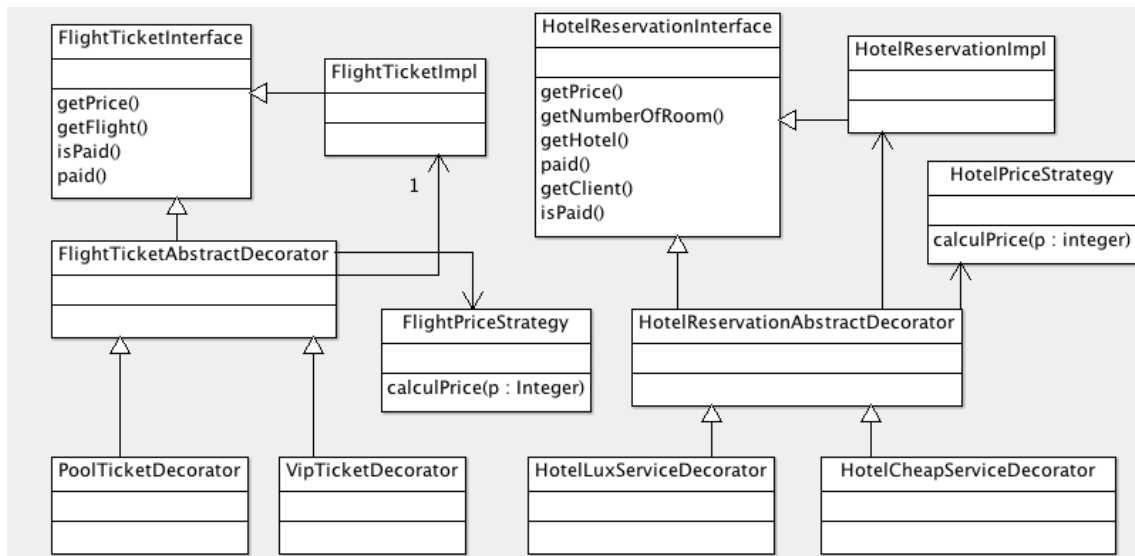 FlightTicketInterface
getPrice()
getFlight()
isPaid()
paid()
FlightTicketImpl
1
HotelReservationInterface
getPrice()
getNumberOfRoom()
getHotel()
paid()
getClient()
isPaid()
HotelReservationImpl
HotelPriceStrategy
calculPrice(p : integer)
FlightTicketAbstractDecorator
FlightPriceStrategy
calculPrice(p : Integer)
HotelReservationAbstractDecorator
PoolTicketDecorator
VipTicketDecorator
HotelLuxServiceDecorator
HotelCheapServiceDecorator